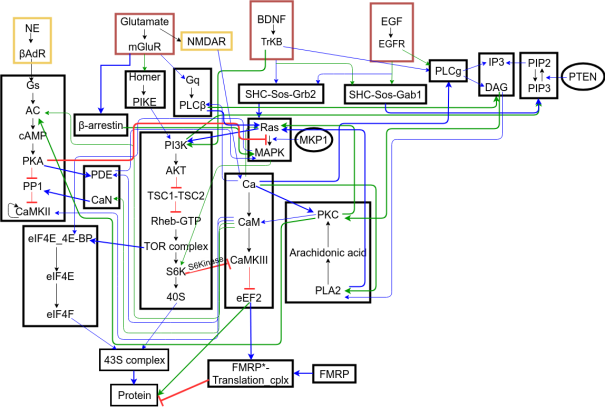 NE
βAdR
Glutamate
mGluR
NMDAR
BDNF
TrKB
EGF
EGFR
PLCg
IP3
DAG
PIP2
PIP3
PTEN
Gs
AC
cAMP
PKA
PP1
CaMKII
Homer
PIKE
Gq
PLCβ
SHC-Sos-Grb2
SHC-Sos-Gab1
β-arrestin
Ras
MAPK
MKP1
PDE
CaN
PI3K
AKT
TSC1-TSC2
Rheb-GTP
TOR complex
S6K
S6Kinase
40S
Ca
CaM
CaMKIII
eEF2
PKC
Arachidonic acid
PLA2
eIF4E_4E-BP
eIF4E
eIF4F
43S complex
Protein
FMRP*-
Translation_cplx
FMRP